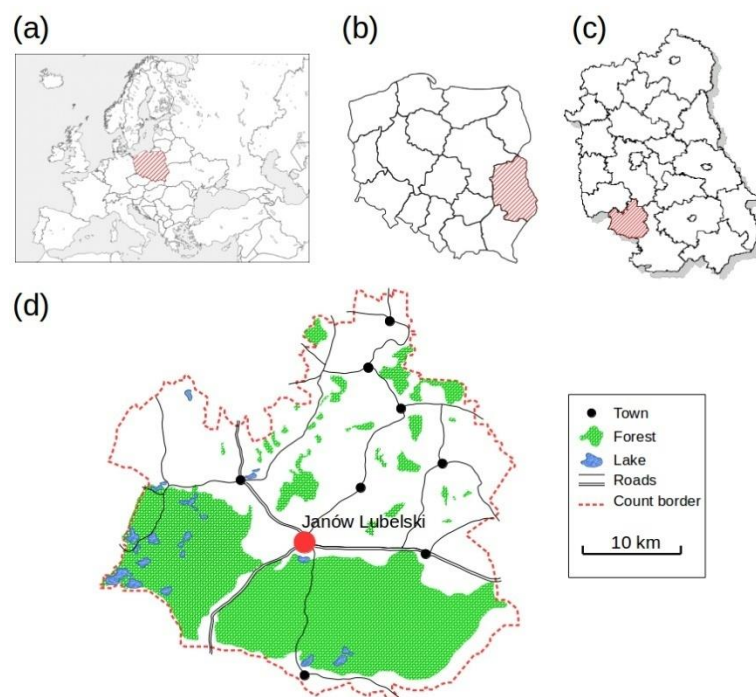 (a)
(b)
(c)
(d)
Janów Lubelski
Town
Forest
Lake
Roads
Count border
10 km